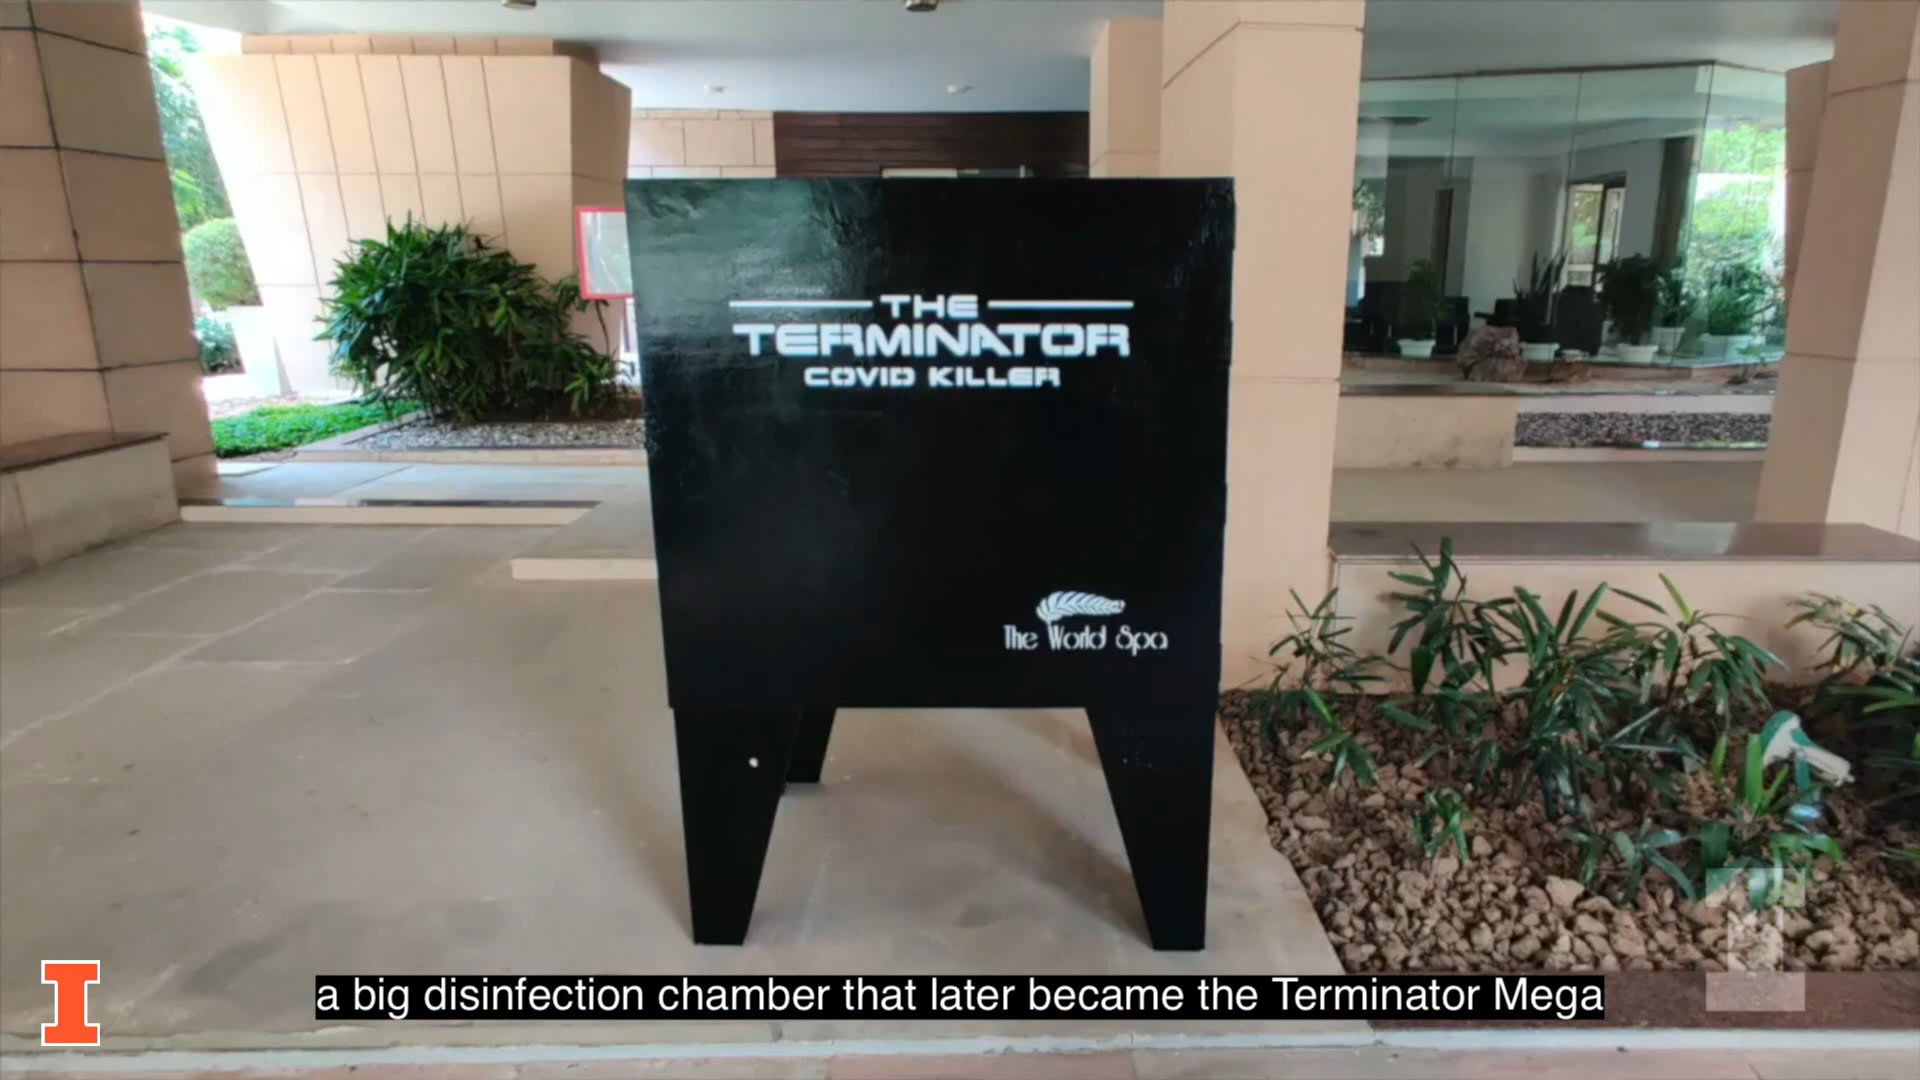 THE
TERMINATOR
COVID KILLER
The World Spa
I
a big disinfection chamber that later became the Terminator Mega